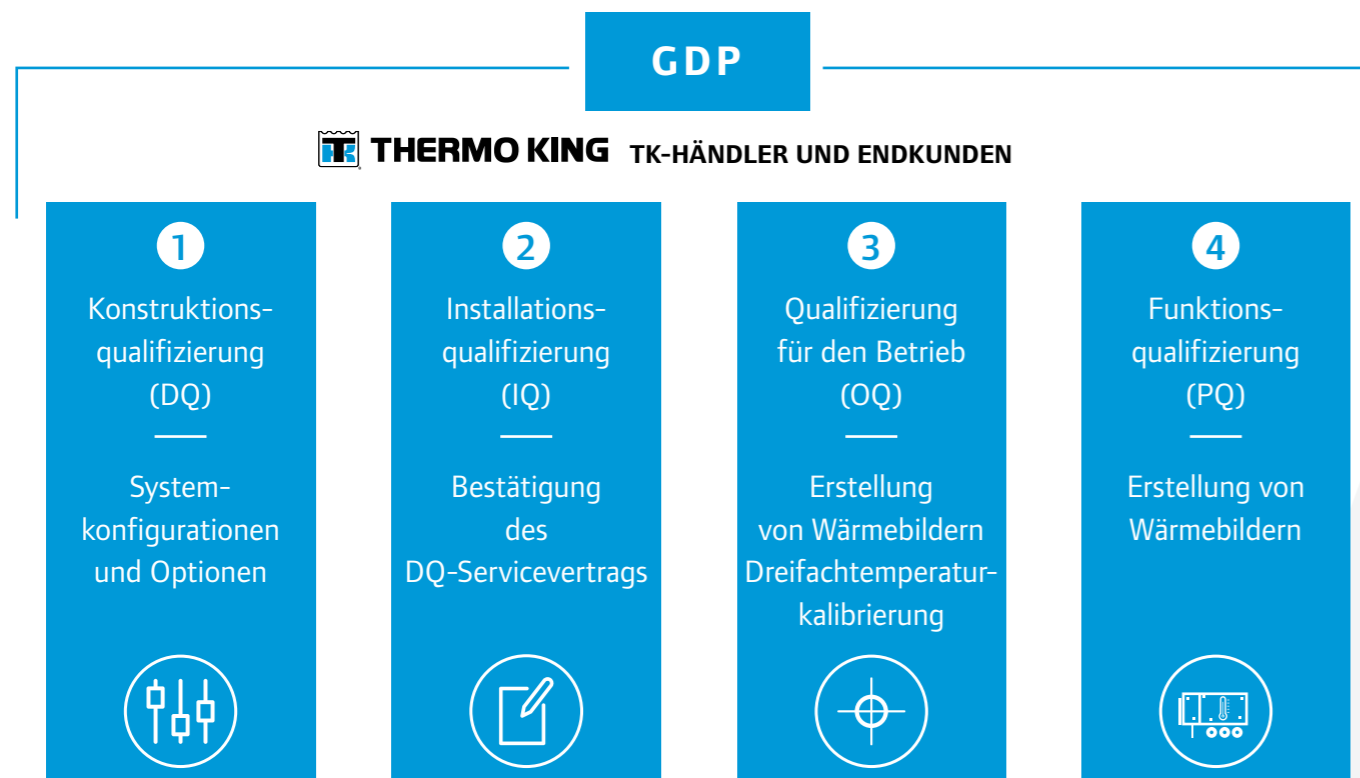 GDP
THERMO KING TK-HÄNDLER UND ENDKUNDEN
1
Konstruktions-
qualifizierung
(DQ)
System-
konfigurationen
und Optionen
2
Installations-
qualifizierung
(IQ)
Bestätigung
des
DQ-Servicevertrags
3
Qualifizierung
für den Betrieb
(OQ)
Erstellung
von Wärmebildern
Dreifachtemperatur-
kalibrierung
4
Funktions-
qualifizierung
(PQ)
Erstellung von
Wärmebildern